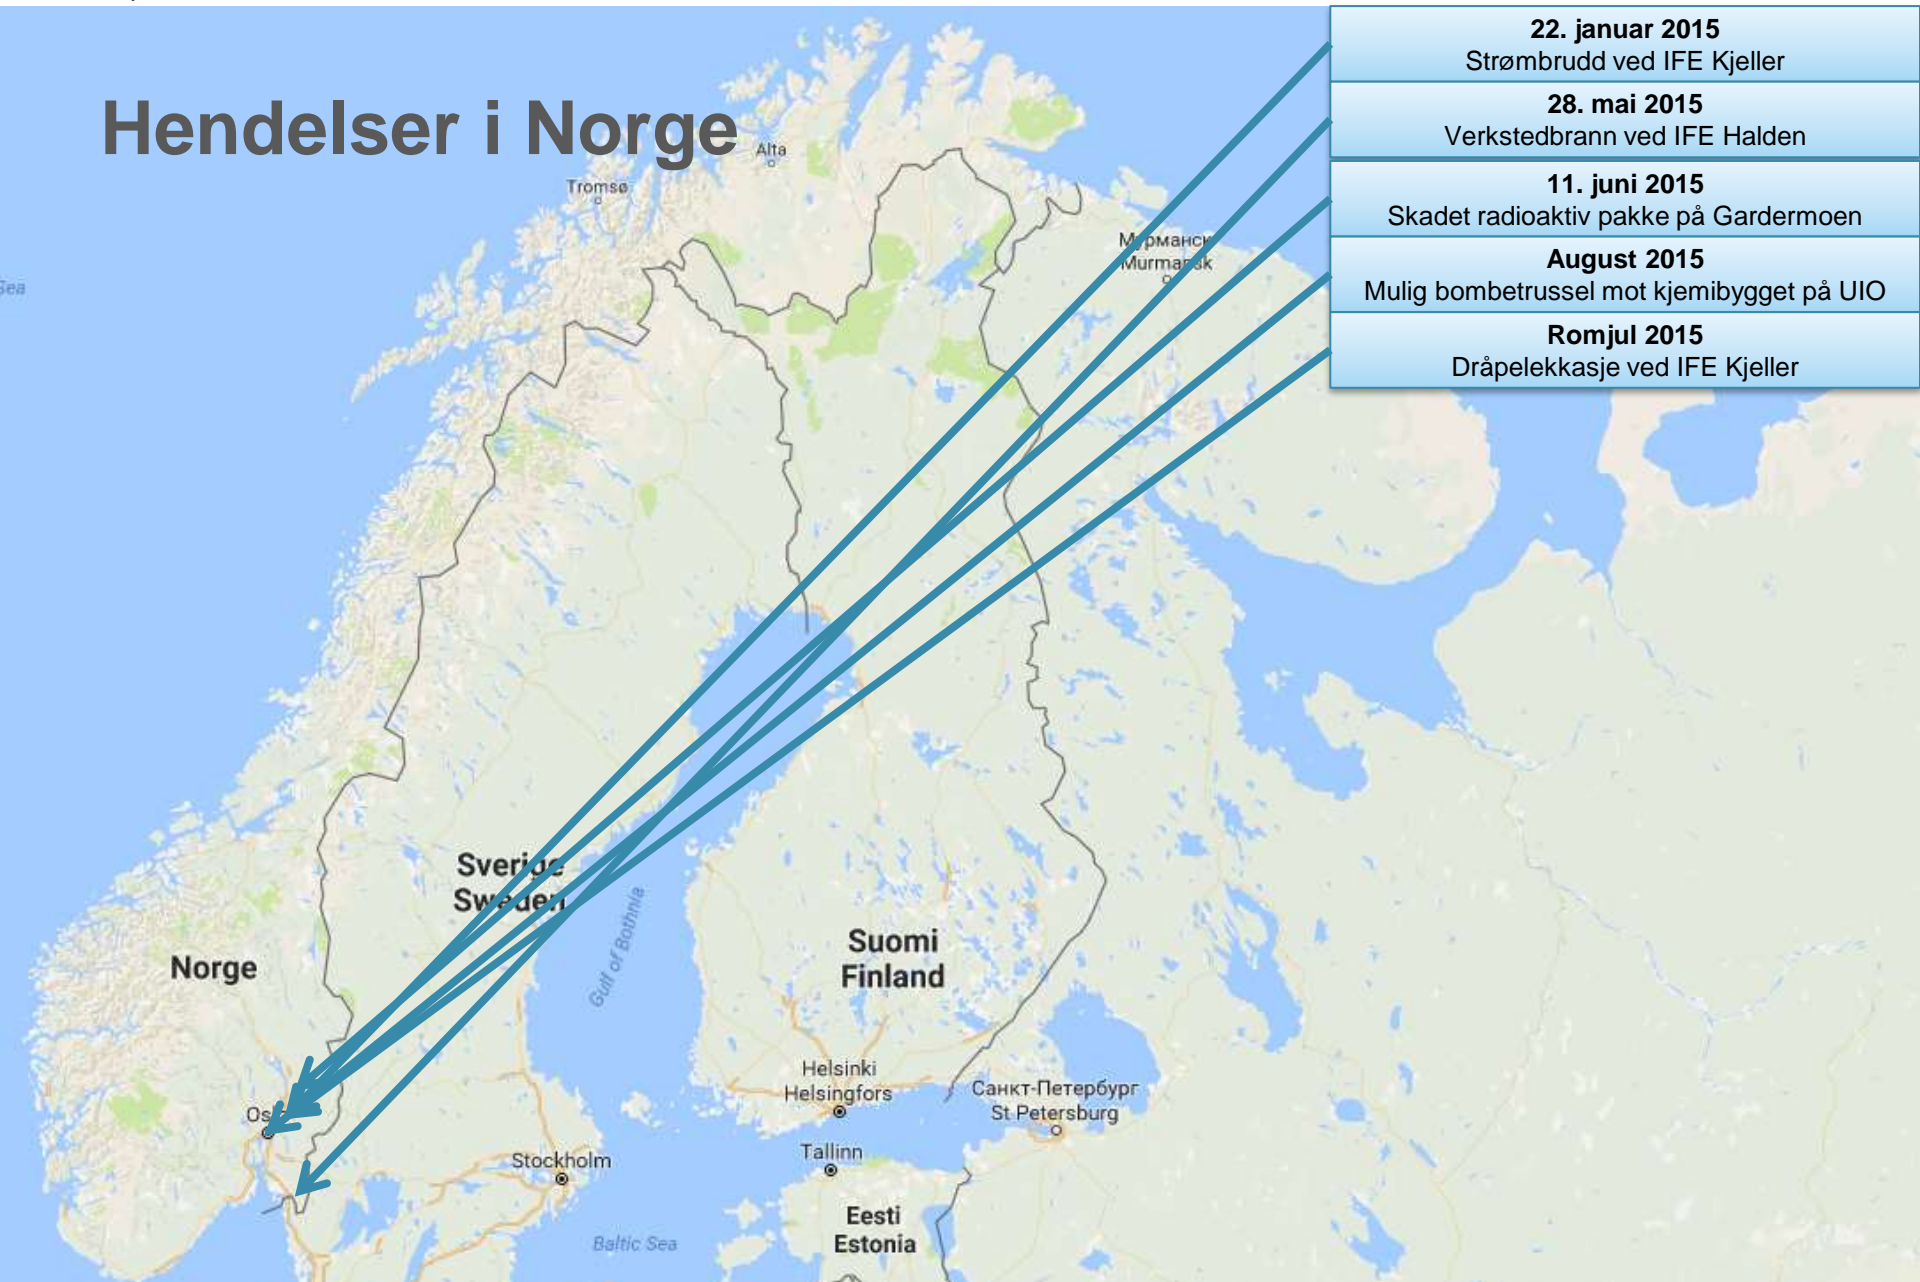 Hendelser i Norge
22. januar 2015
Strømbrudd ved IFE Kjeller
28. mai 2015
Verkstedbrann ved IFE Halden
11. juni 2015
Skadet radioaktiv pakke på Gardermoen
August 2015
Mulig bombetrussel mot kjemibygget på UIO
Romjul 2015
Dråpelekkasje ved IFE Kjeller
Alta
Tromsø
Мурманск
Murmansk
Sea
Sverige
Sweden
Gulf of Bothnia
Norge
Suomi
Finland
Helsinki
Helsingfors
Санкт-Петербург
St Petersburg
Stockholm
Tallinn
Eesti
Estonia
Baltic Sea